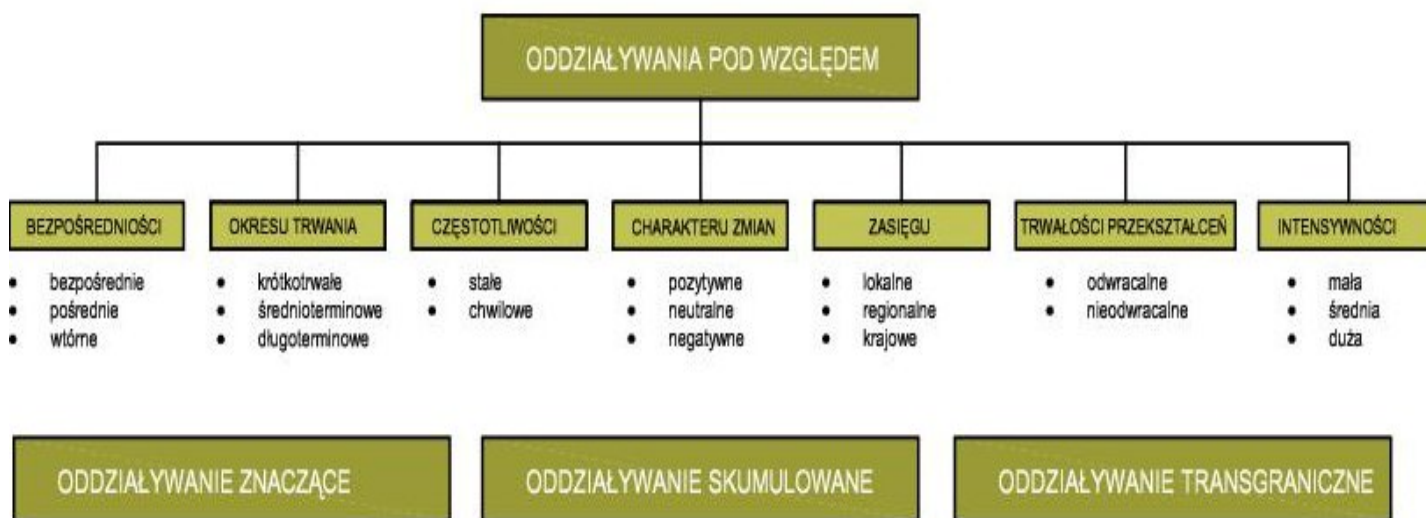 ODDZIAŁYWANIA POD WZGLĘDEM
BEZPOŚREDNIOŚCI
OKRESU TRWANIA
CZĘSTOTLIWOŚCI
CHARAKTERU ZMIAN
ZASIĘGU
TRWAŁOŚCI PRZEKSZTAŁCEŃ
INTENSYWNOŚCI
• bezpośrednie
• pośrednie
• wtórne
• krótkotrwałe
• średnioterminowe
• długoterminowe
• stałe
• chwilowe
• pozytywne
• neutralne
• negatywne
• lokalne
• regionalne
• krajowe
• odwracalne
• nieodwracalne
• mała
• średnia
• duża
ODDZIAŁYWANIE ZNACZĄCE
ODDZIAŁYWANIE SKUMULOWANE
ODDZIAŁYWANIE TRANSGRANICZNE